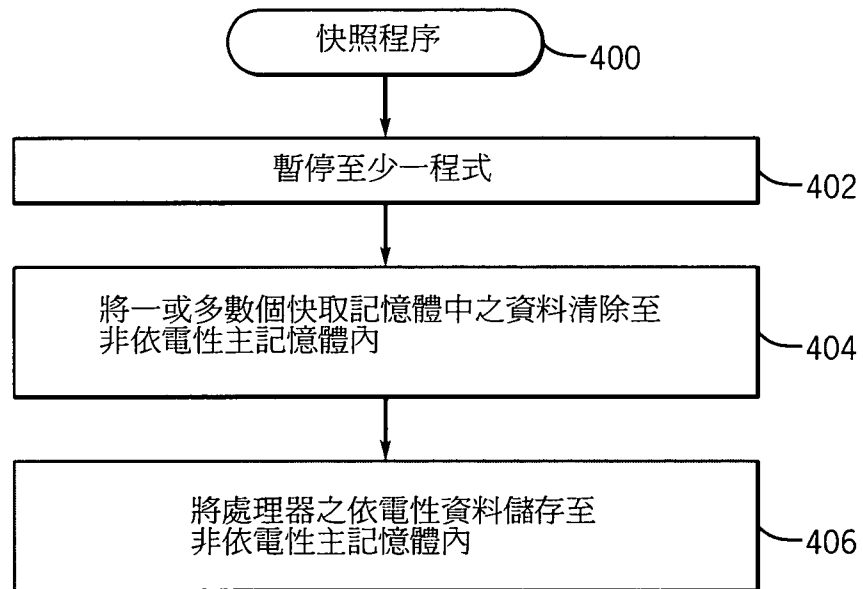 快照程序
400
暫停至少一程式
402
將一或多數個快取記憶體中之資料清除至
非依電性主記憶體內
404
將處理器之依電性資料儲存至
非依電性主記憶體內
406